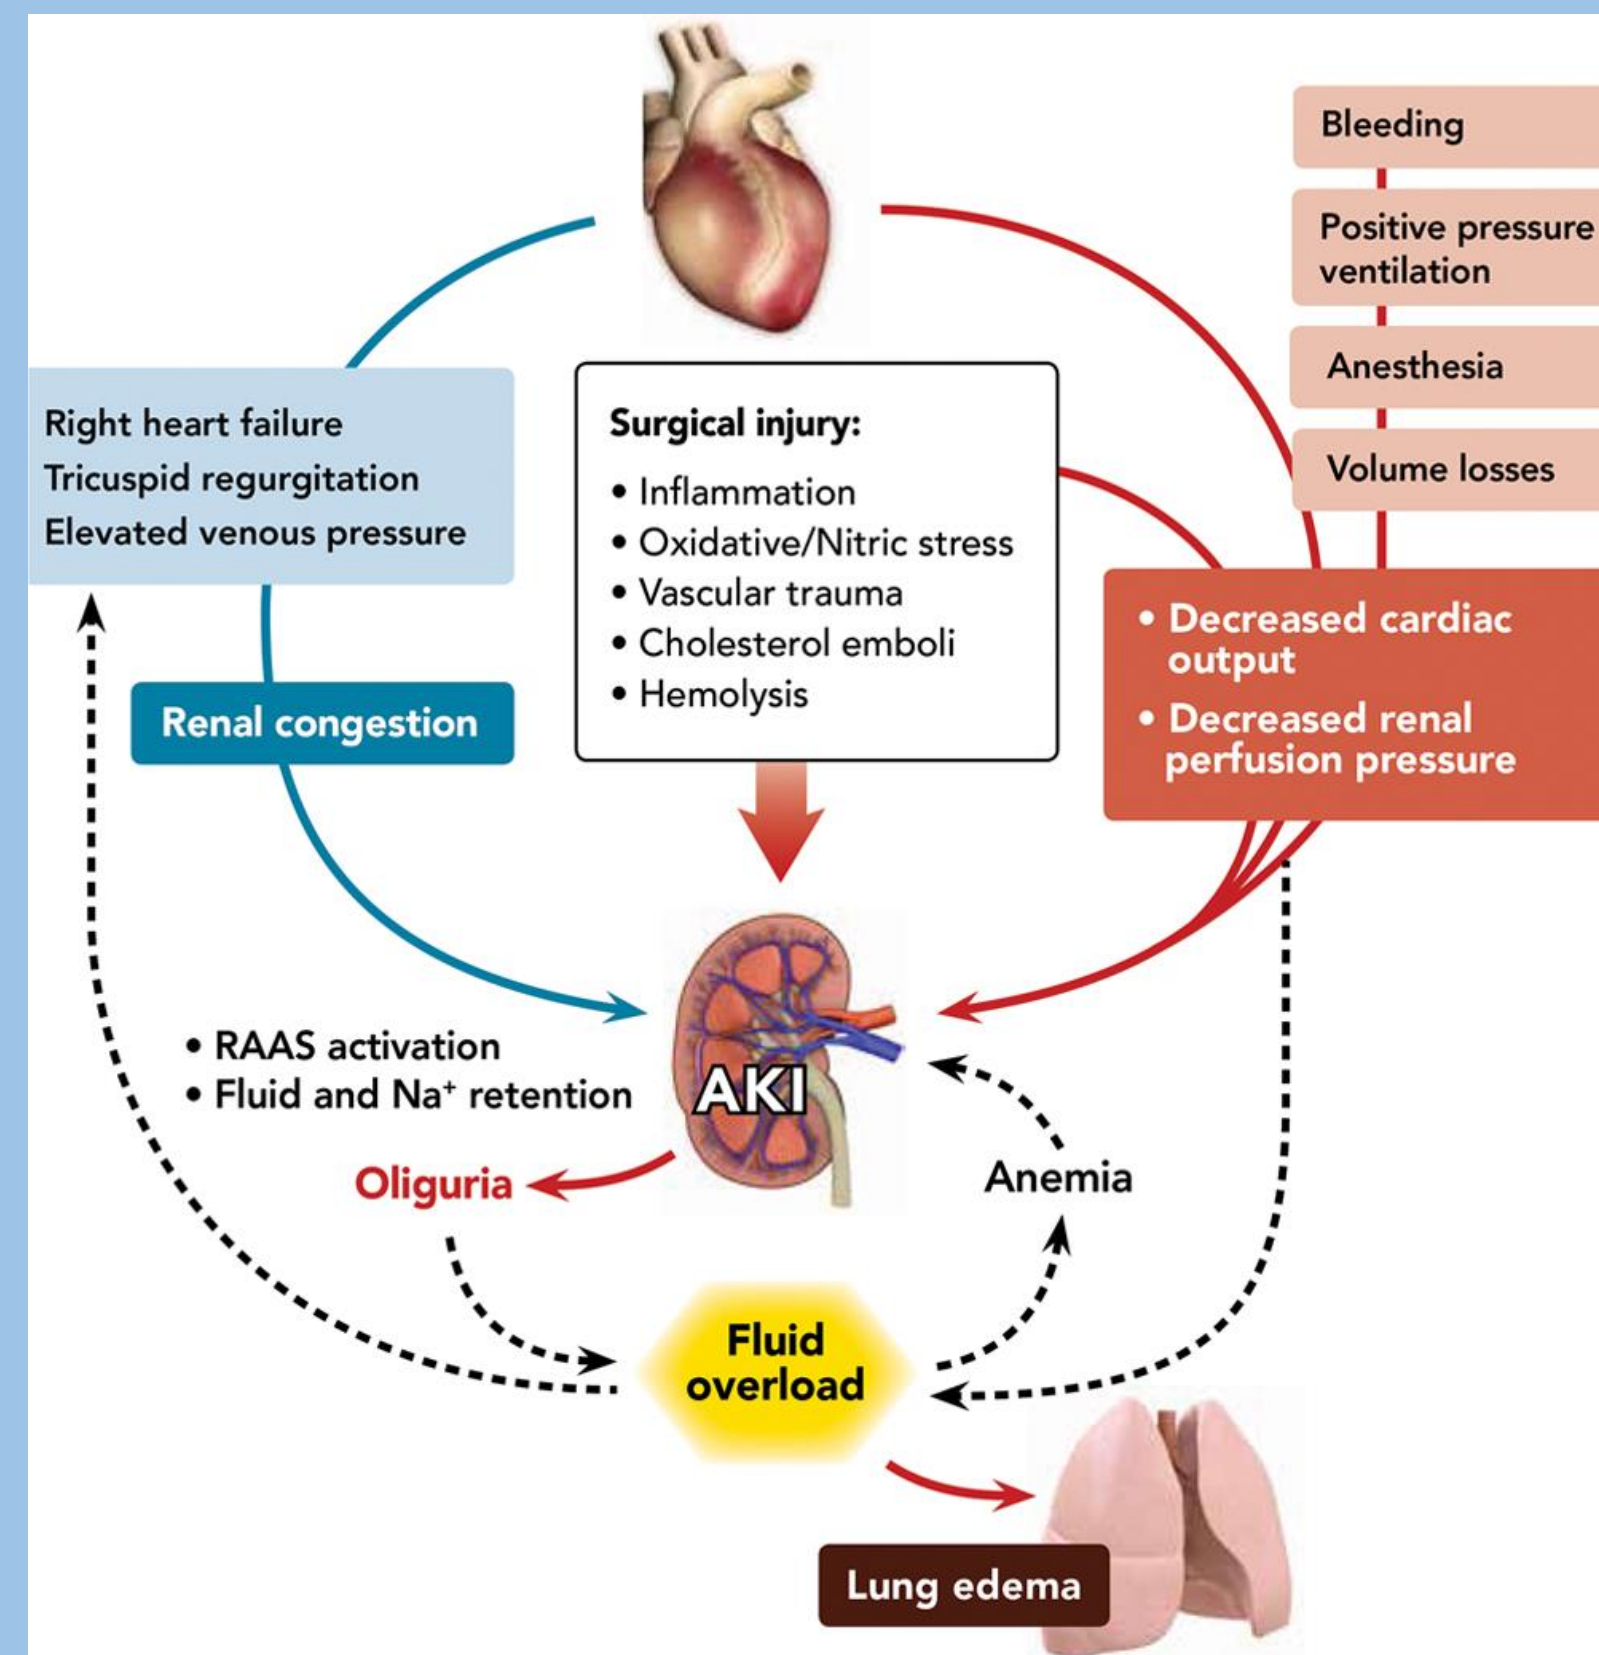 Bleeding
Positive pressure
ventilation
Anesthesia
Volume losses
Right heart failure
Tricuspid regurgitation
Elevated venous pressure
Surgical injury:
• Inflammation
• Oxidative/Nitric stress
• Vascular trauma
• Cholesterol emboli
• Hemolysis
• Decreased cardiac
output
• Decreased renal
perfusion pressure
Renal congestion
• RAAS activation
• Fluid and Na⁺ retention
AKI
Oliguria
Anemia
Fluid
overload
Lung edema